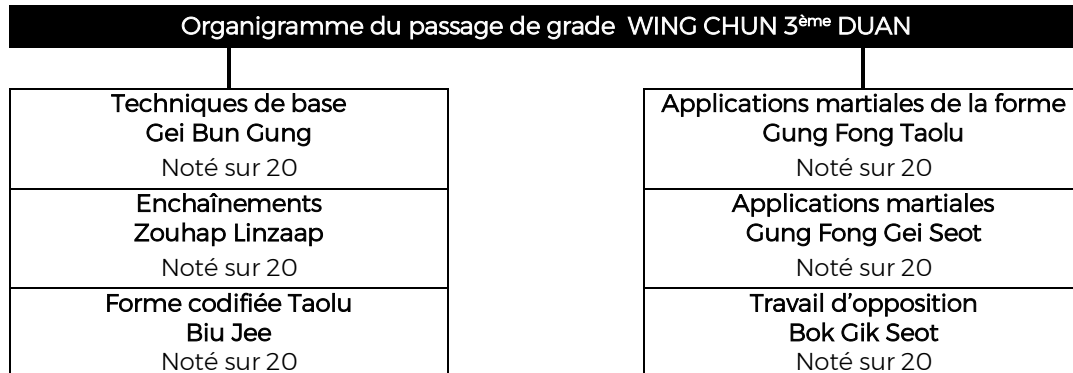 Organigramme du passage de grade WING CHUN 3ème DUAN
Techniques de base
Gei Bun Gung
Noté sur 20
Enchaînements
Zouhap Linzaap
Noté sur 20
Forme codifiée Taolu
Biu Jee
Noté sur 20
Applications martiales de la forme
Gung Fong Taolu
Noté sur 20
Applications martiales
Gung Fong Gei Seot
Noté sur 20
Travail d'opposition
Bok Gik Seot
Noté sur 20